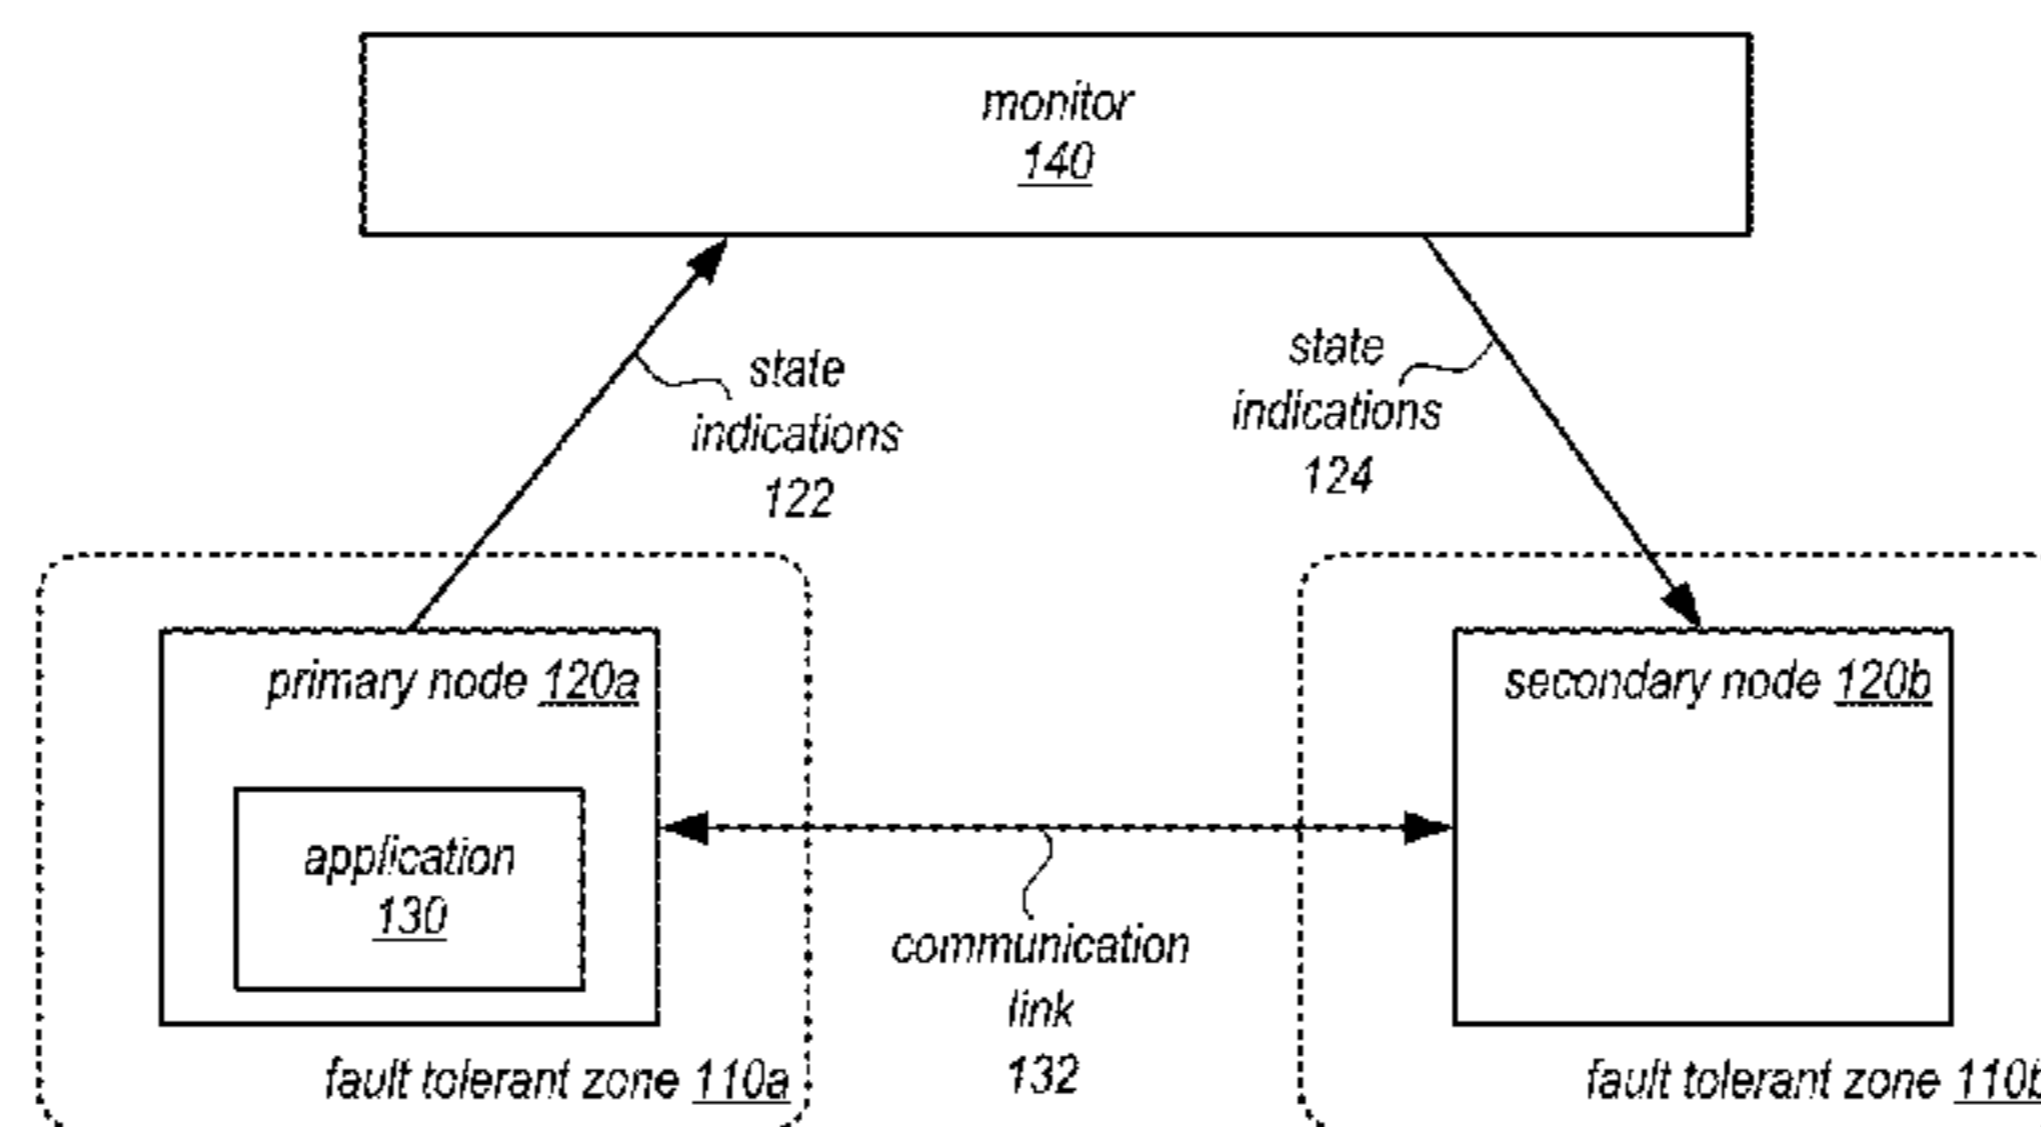 monitor
140
state
indications
122
state
indications
124
primary node 120a
secondary node 120b
application
130
communication
link
132
fault tolerant zone 110a
fault tolerant zone 110b